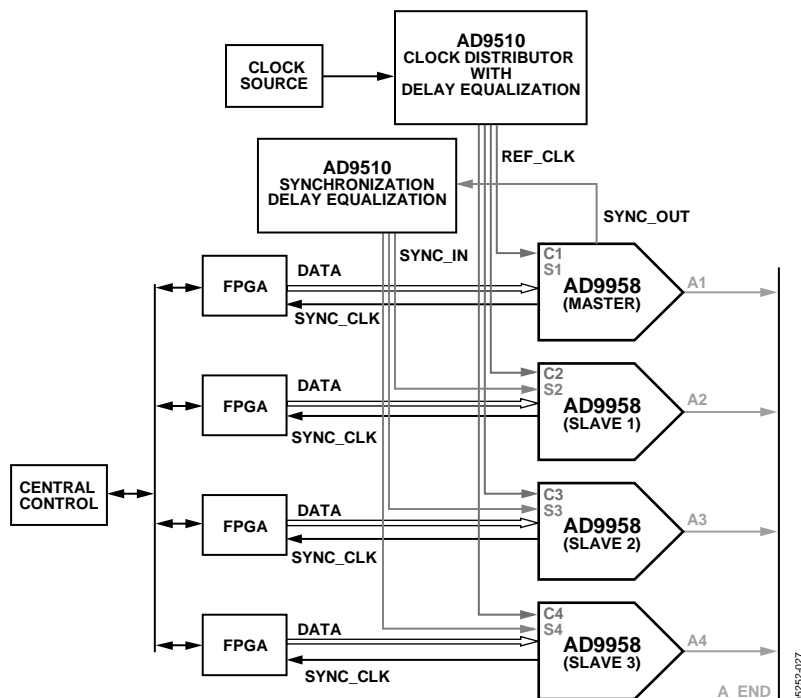 AD9510
CLOCK DISTRIBUTOR
WITH
DELAY EQUALIZATION
CLOCK
SOURCE
REF_CLK
AD9510
SYNCHRONIZATION
DELAY EQUALIZATION
SYNC_OUT
SYNC_IN
FPGA
DATA
SYNC_CLK
C1
S1
AD9958
(MASTER)
A1
FPGA
DATA
SYNC_CLK
C2
S2
AD9958
(SLAVE 1)
A2
CENTRAL
CONTROL
FPGA
DATA
SYNC_CLK
C3
S3
AD9958
(SLAVE 2)
A3
FPGA
DATA
SYNC_CLK
C4
S4
AD9958
(SLAVE 3)
A4
A_END